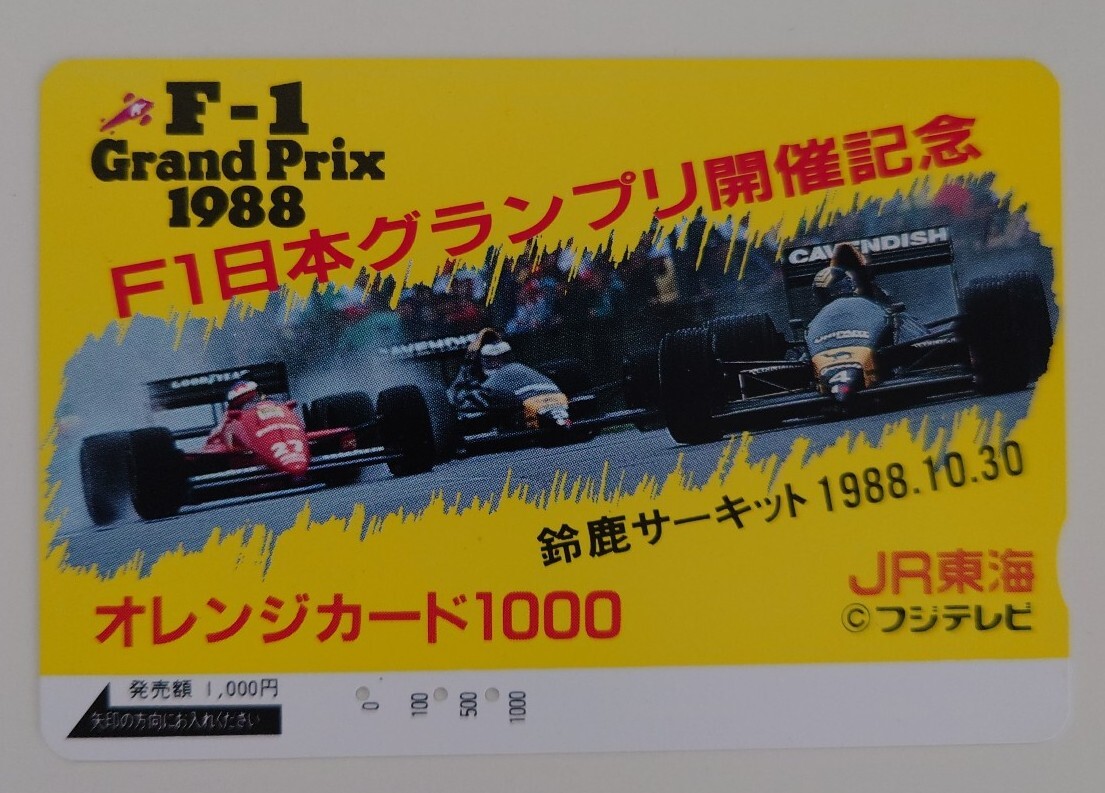 F-1
Grand Prix
1988
F1日本グランプリ開催記念
CAVENDISH
GOODYEAR
27
鈴鹿サーキット 1988.10.30
JR東海
©フジテレビ
オレンジカード1000
発売額 1,000円
矢印の方向にお入れください
0 100 500 1000